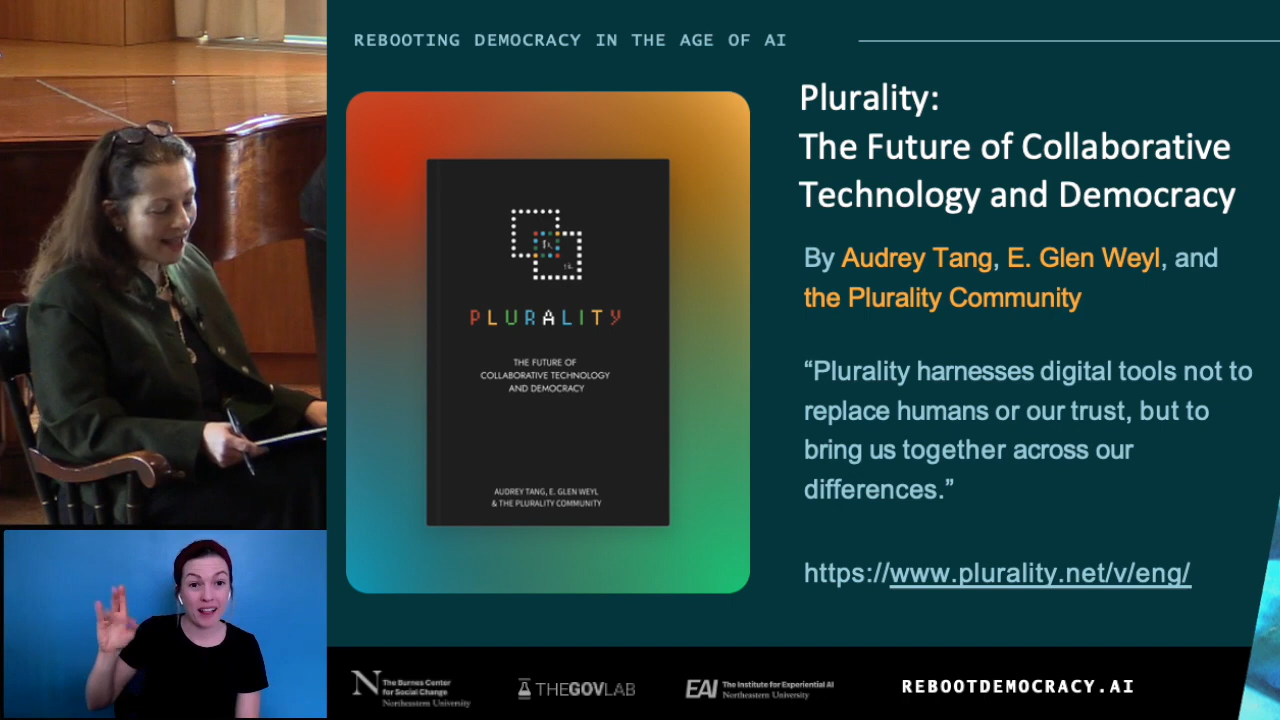 REBOOTING DEMOCRACY IN THE AGE OF AI
PLURALITY
THE FUTURE OF
COLLABORATIVE TECHNOLOGY
AND DEMOCRACY
AUDREY TANG, E. GLEN WEYL
& THE PLURALITY COMMUNITY
Plurality:
The Future of Collaborative
Technology and Democracy
By Audrey Tang, E. Glen Weyl, and
the Plurality Community
“Plurality harnesses digital tools not to
replace humans or our trust, but to
bring us together across our
differences.”
https://www.plurality.net/v/eng/
N
The Burnes Center
for Social Change
Northeastern University
THEGOVLAB
EAI
The Institute for Experiential AI
Northeastern University
REBOOTDEMOCRACY.AI